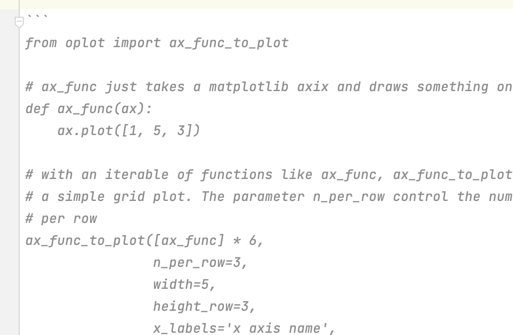 ```
from oplot import ax_func_to_plot
# ax_func just takes a matplotlib axix and draws something on
def ax_func(ax):
    ax.plot([1, 5, 3])
# with an iterable of functions like ax_func, ax_func_to_plot
# a simple grid plot. The parameter n_per_row control the num
# per row
ax_func_to_plot([ax_func] * 6,
                n_per_row=3,
                width=5,
                height_row=3,
                x_labels='x axis name',